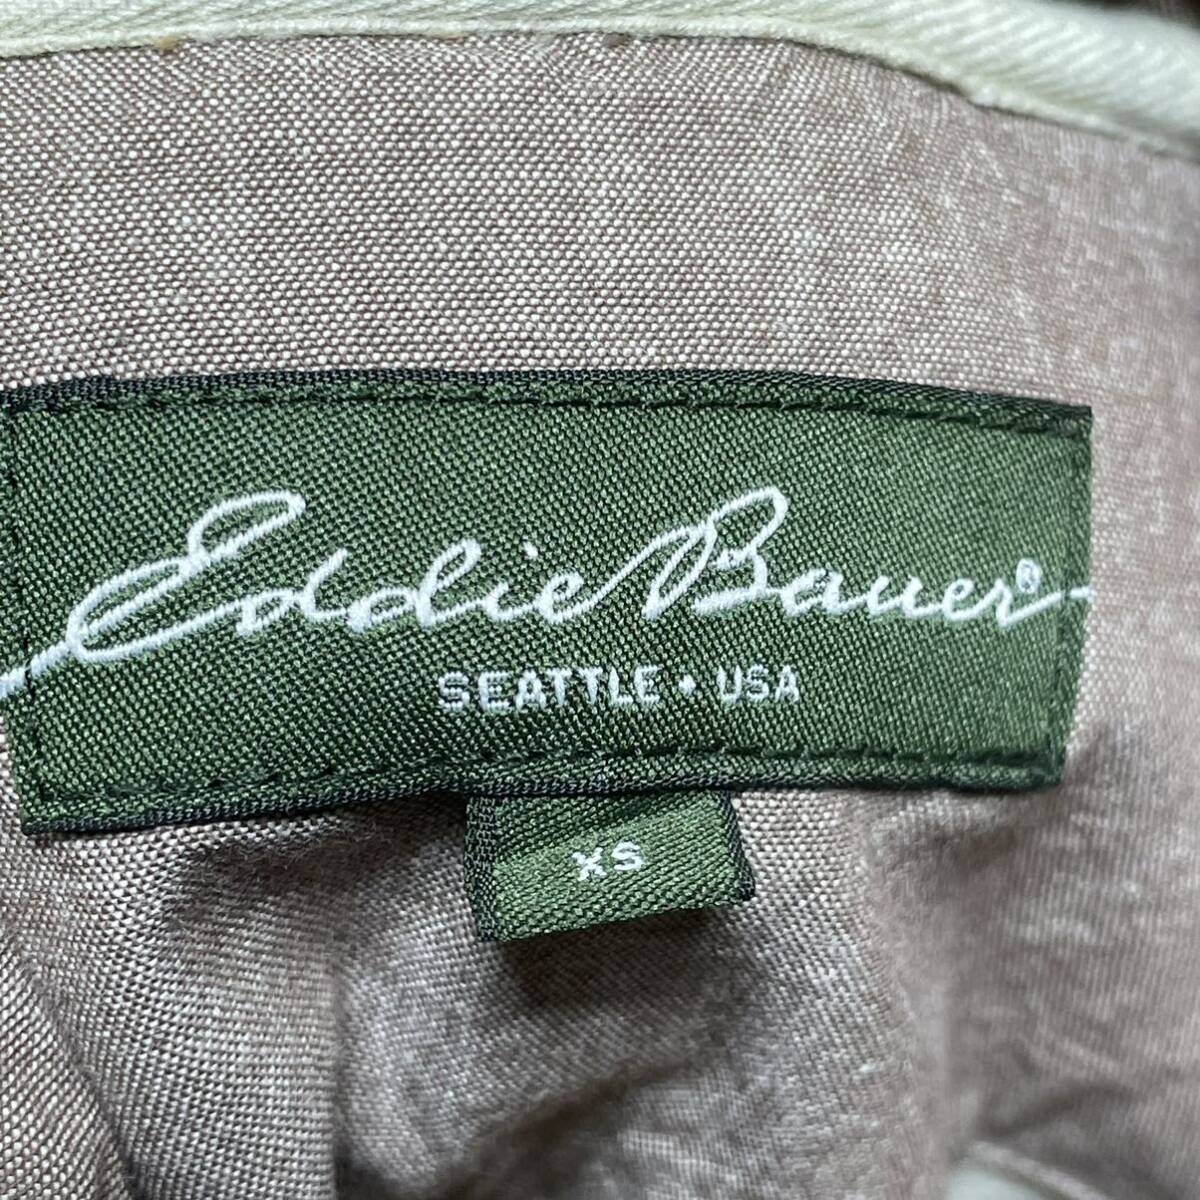 Eddie Bauer®
SEATTLE • USA
XS